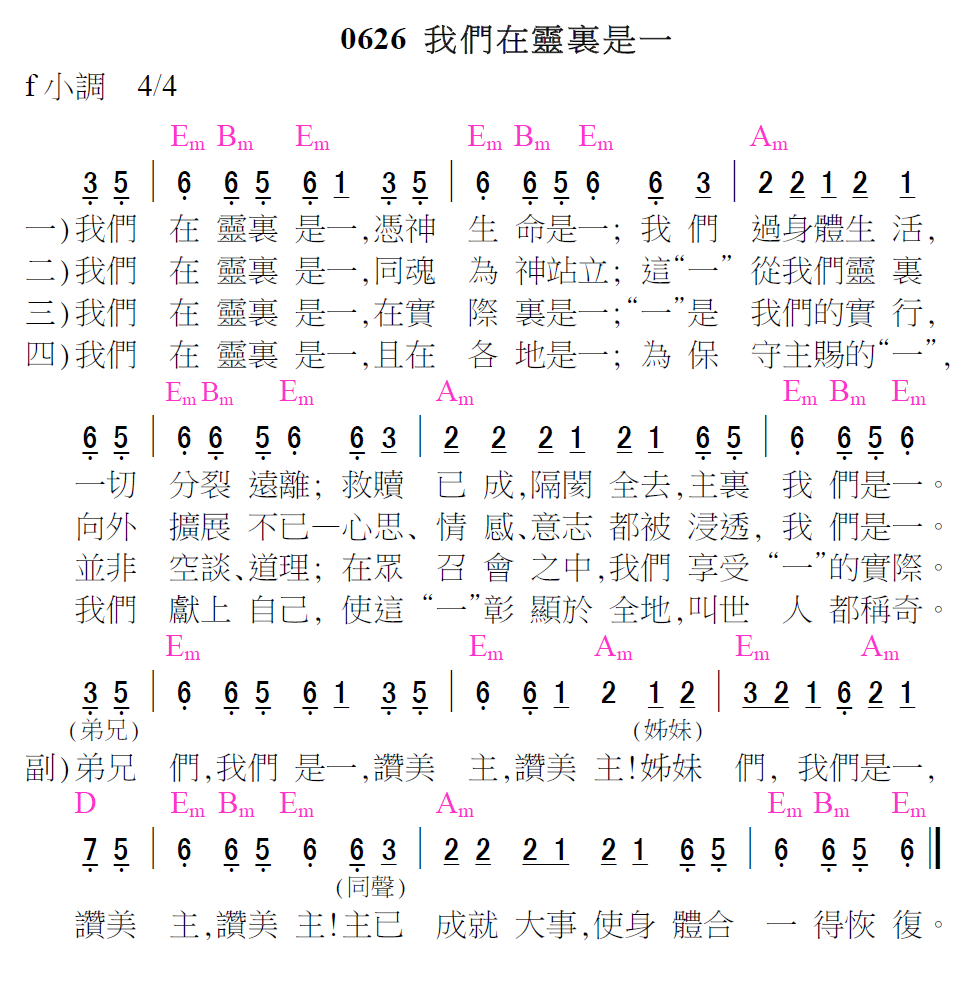 0626 我們在靈裏是一
f 小調 4/4
Em Bm Em Em Bm Em Am
3 5 | 6 6 5 6 1 3 5 | 6 6 5 6 6 3 | 2 2 1 2 1
一)我們 在 靈裏 是一,憑神 生 命是一; 我 們 過身體生 活,
二)我們 在 靈裏 是一,同魂 為 神站立; 這“一” 從我們靈 裏
三)我們 在 靈裏 是一,在實 際 裏是一;“一”是 我們的實 行,
四)我們 在 靈裏 是一,且在 各 地是一; 為 保 守主賜的“一”,
Em Bm Em Am Em Bm Em
6 5 | 6 6 5 6 6 3 | 2 2 2 1 2 1 6 5 | 6 6 5 6
一切 分裂 遠離; 救贖 已 成,隔閡 全去,主裏 我 們是一。
向外 擴展 不已—心思、 情 感、意志 都被 浸透, 我 們是一。
並非 空談、道理; 在眾 召 會 之中,我們 享受 “一”的實際。
我們 獻上 自己, 使這 “一”彰 顯於 全地,叫世 人 都稱奇。
Em Em Am Em Am
3 5 | 6 6 5 6 1 3 5 | 6 6 1 2 1 2 | 3 2 1 6 2 1
(弟兄) (姊妹)
副)弟兄 們,我們 是一,讚美 主,讚美 主!姊妹 們, 我們是一,
D Em Bm Em Am Em Bm Em
7 5 | 6 6 5 6 6 3 | 2 2 2 1 2 1 6 5 | 6 6 5 6 ‖
(同聲)
讚美 主,讚美 主!主已 成就 大事,使身 體合 一 得恢 復。